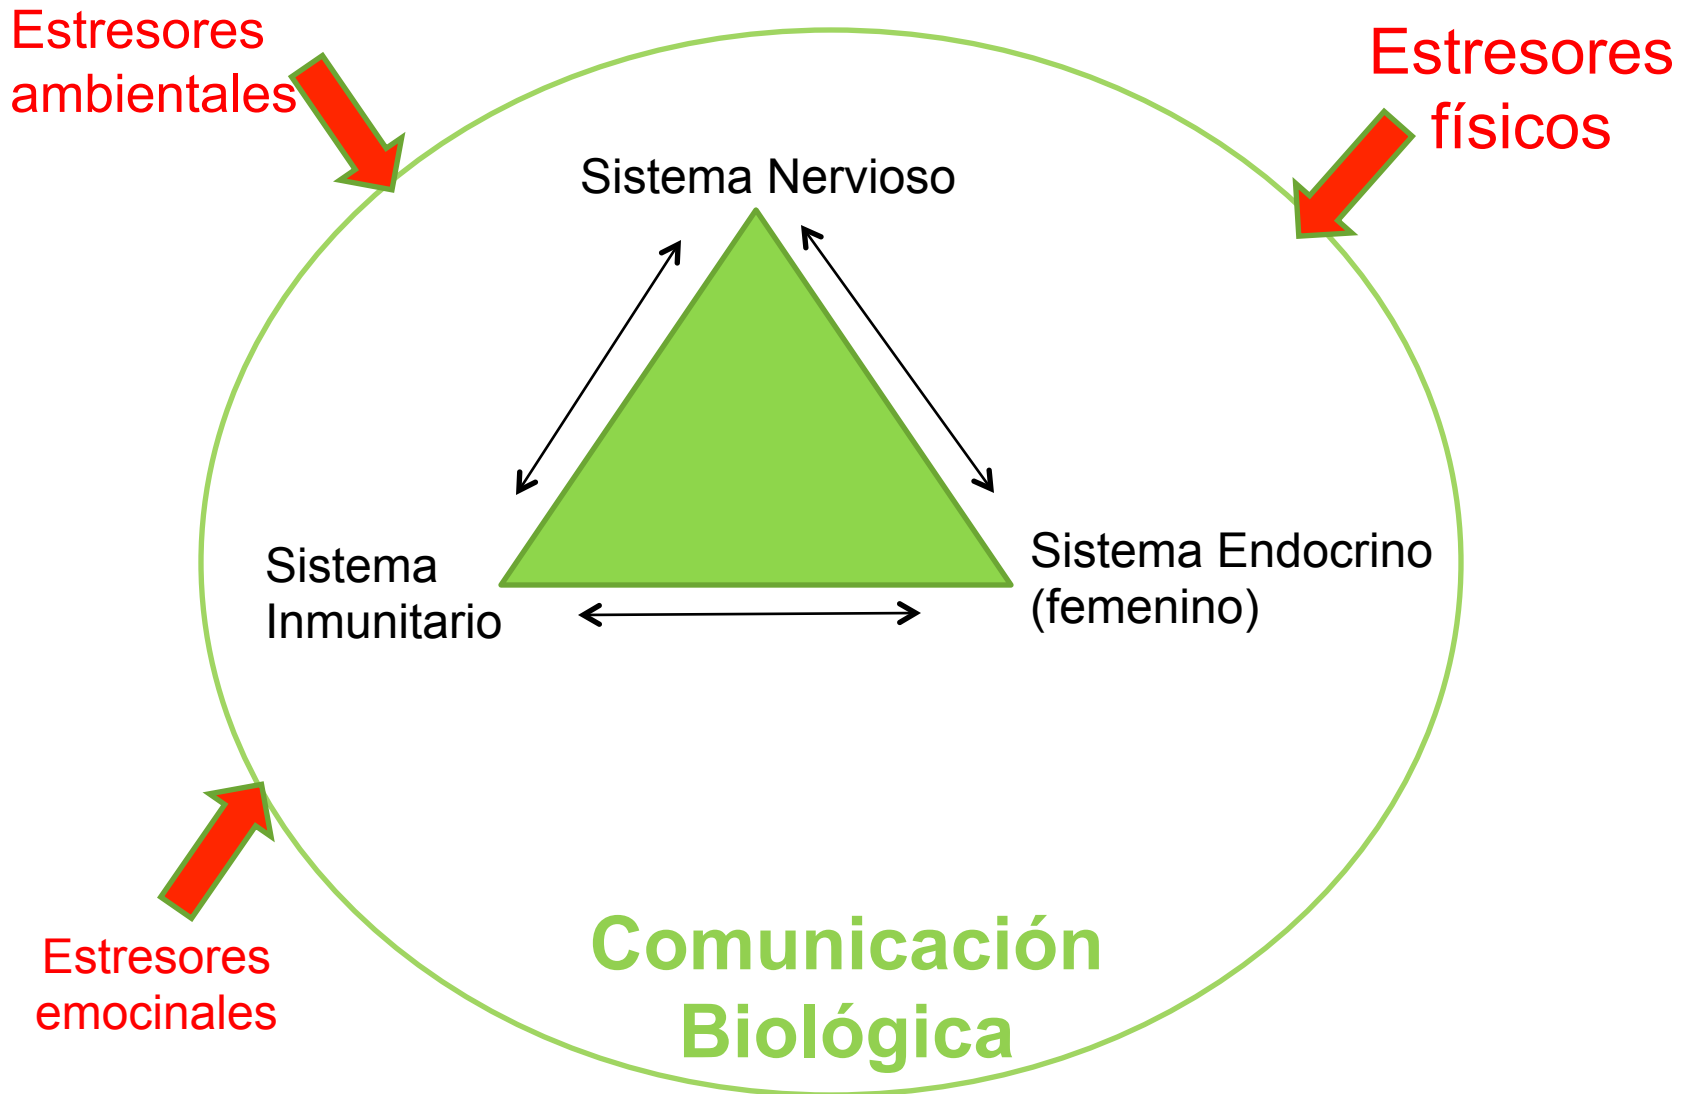 Estresores
ambientales
Estresores
físicos
Sistema Nervioso
Sistema
Inmunitario
Sistema Endocrino
(femenino)
Estresores
emocinales
Comunicación
Biológica